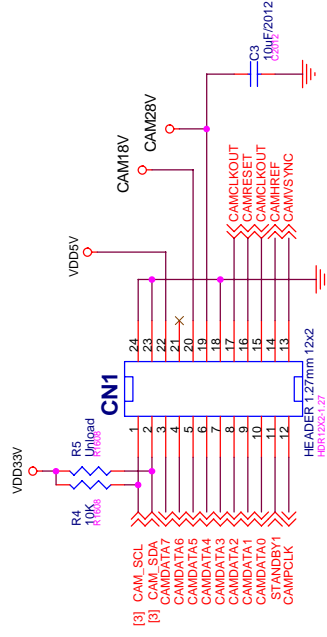 C3
10uF/2012
C2012
CAM28V
CAM18V
VDD5V
VDD33V
R5
Unload
R1608
R4
10K
R1608
CN1
HEADER 1.27mm 12x2
HDR12X2-1.27
[3] CAM_SCL 1
[3] CAM_SDA 2
CAMDATA7 3
CAMDATA6 4
CAMDATA5 5
CAMDATA4 6
CAMDATA3 7
CAMDATA2 8
CAMDATA1 9
CAMDATA0 10
STANDBY1 11
CAMPCLK 12
24
23
22
21
20
19
18
17 CAMCLKOUT
16 CAMRESET
15 CAMCLKOUT
14 CAMHREF
13 CAMVSYNC